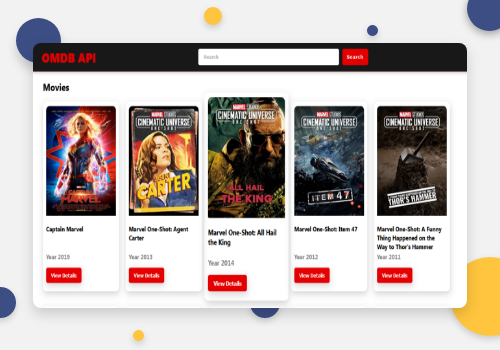 OMDB API
Search
Search
Movies
CAPTAIN
MARVEL
MARVEL STUDIOS
CINEMATIC UNIVERSE
ONE SHOT
AGENT
CARTER
MARVEL STUDIOS
CINEMATIC UNIVERSE
ONE SHOT
ALL HAIL
THE KING
MARVEL STUDIOS
CINEMATIC UNIVERSE
ONE SHOT
ITEM 47
MARVEL STUDIOS
CINEMATIC UNIVERSE
ONE SHOT
THOR'S HAMMER
Captain Marvel
Year 2019
View Details
Marvel One-Shot: Agent
Carter
Year 2013
View Details
Marvel One-Shot: All Hail
the King
Year 2014
View Details
Marvel One-Shot: Item 47
Year 2012
View Details
Marvel One-Shot: A Funny
Thing Happened on the
Way to Thor's Hammer
Year 2011
View Details